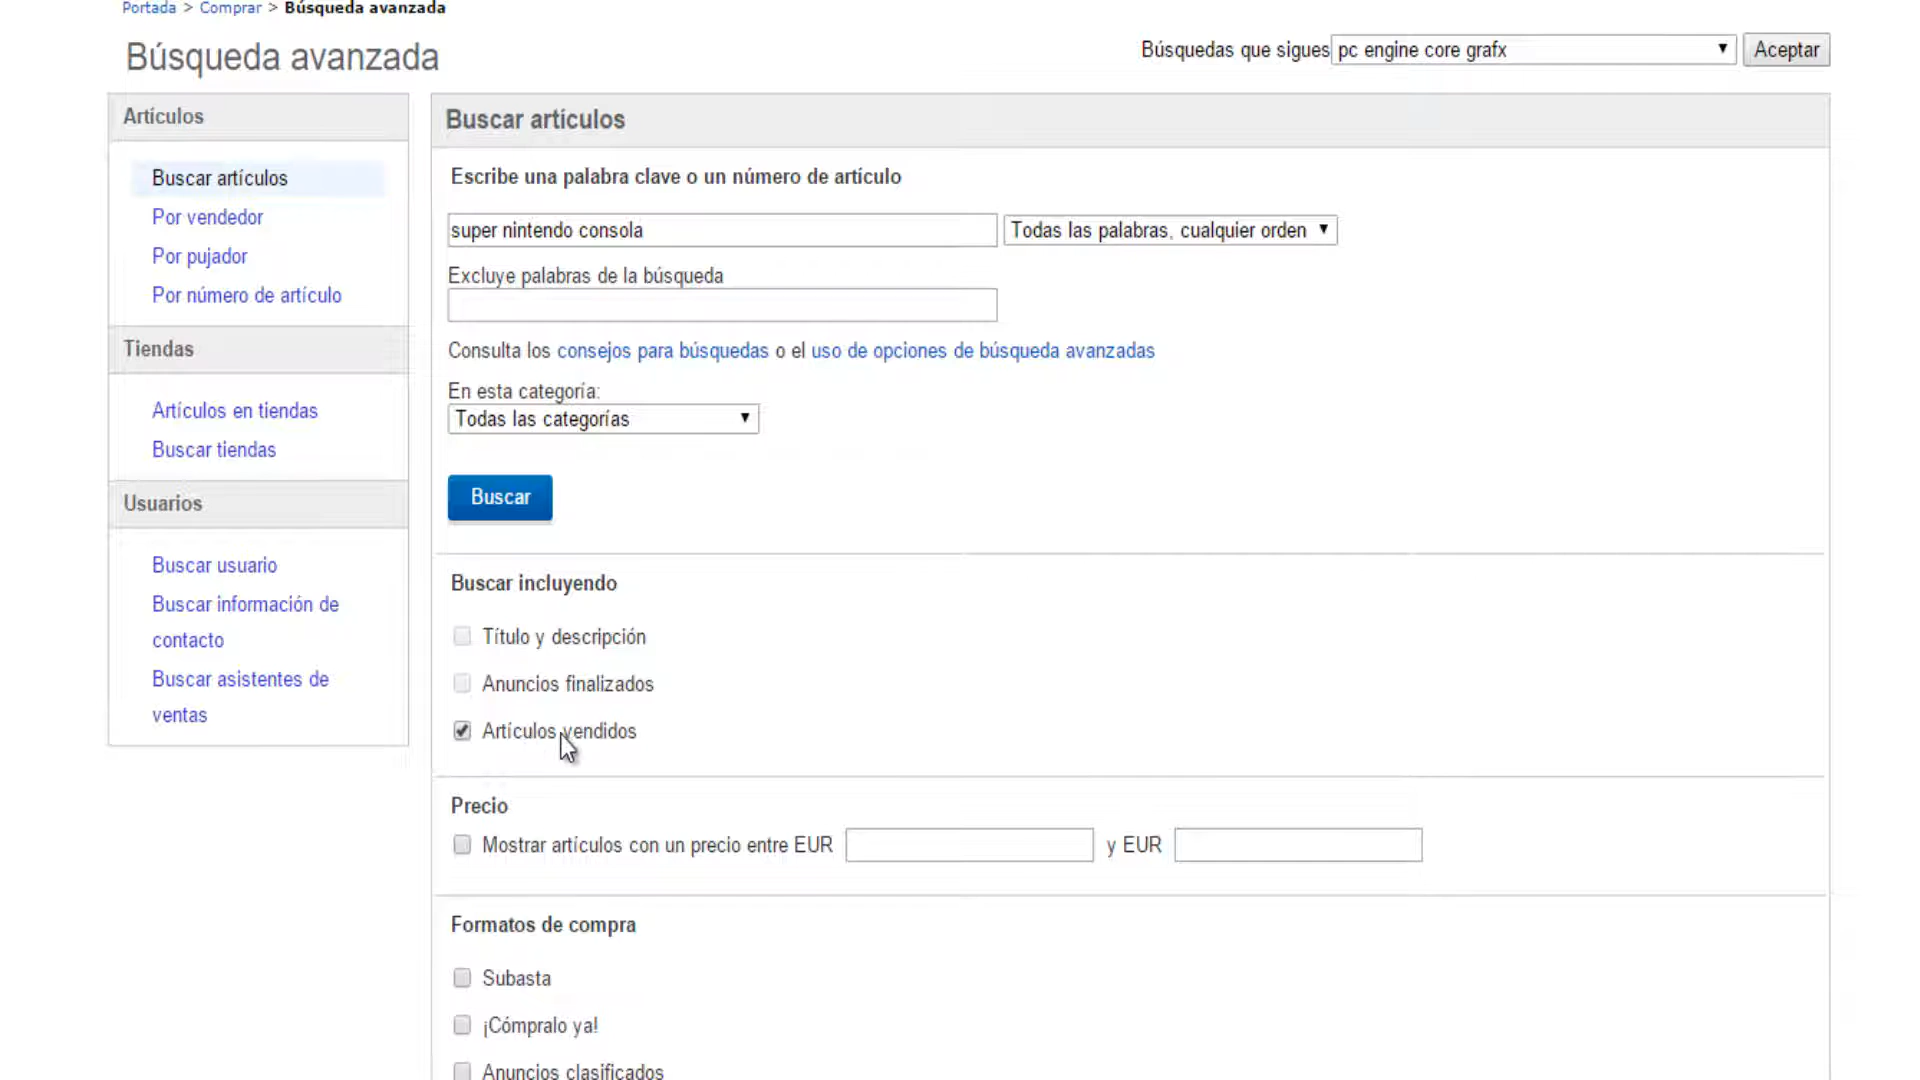 Portada > Comprar > Búsqueda avanzada
Búsqueda avanzada
Búsquedas que sigues pc engine core grafx Aceptar
Artículos
Buscar artículos
Por vendedor
Por pujador
Por número de artículo
Tiendas
Artículos en tiendas
Buscar tiendas
Usuarios
Buscar usuario
Buscar información de
contacto
Buscar asistentes de
ventas
Buscar artículos
Escribe una palabra clave o un número de artículo
super nintendo consola Todas las palabras, cualquier orden
Excluye palabras de la búsqueda
Consulta los consejos para búsquedas o el uso de opciones de búsqueda avanzadas
En esta categoría:
Todas las categorías
Buscar
Buscar incluyendo
Título y descripción
Anuncios finalizados
Artículos vendidos
Precio
Mostrar artículos con un precio entre EUR y EUR
Formatos de compra
Subasta
¡Cómpralo ya!
Anuncios clasificados